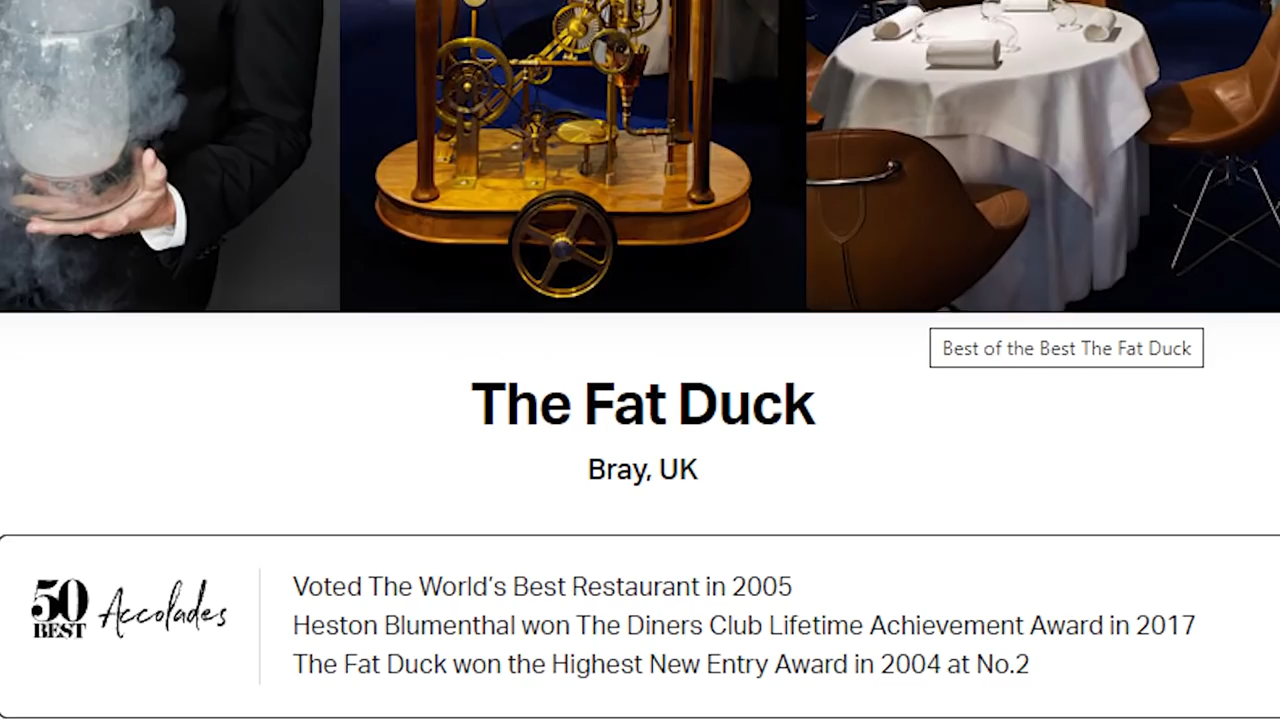 Best of the Best The Fat Duck
The Fat Duck
Bray, UK
50
BEST
Accolades
Voted The World’s Best Restaurant in 2005
Heston Blumenthal won The Diners Club Lifetime Achievement Award in 2017
The Fat Duck won the Highest New Entry Award in 2004 at No.2